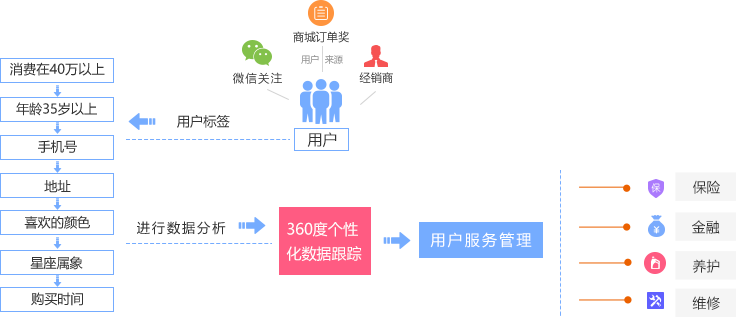 商城订单奖
用户 来源
微信关注
经销商
用户
用户标签
消费在40万以上
年龄35岁以上
手机号
地址
喜欢的颜色
星座属象
购买时间
进行数据分析
360度个性
化数据跟踪
用户服务管理
保
保险
¥
金融
养护
维修